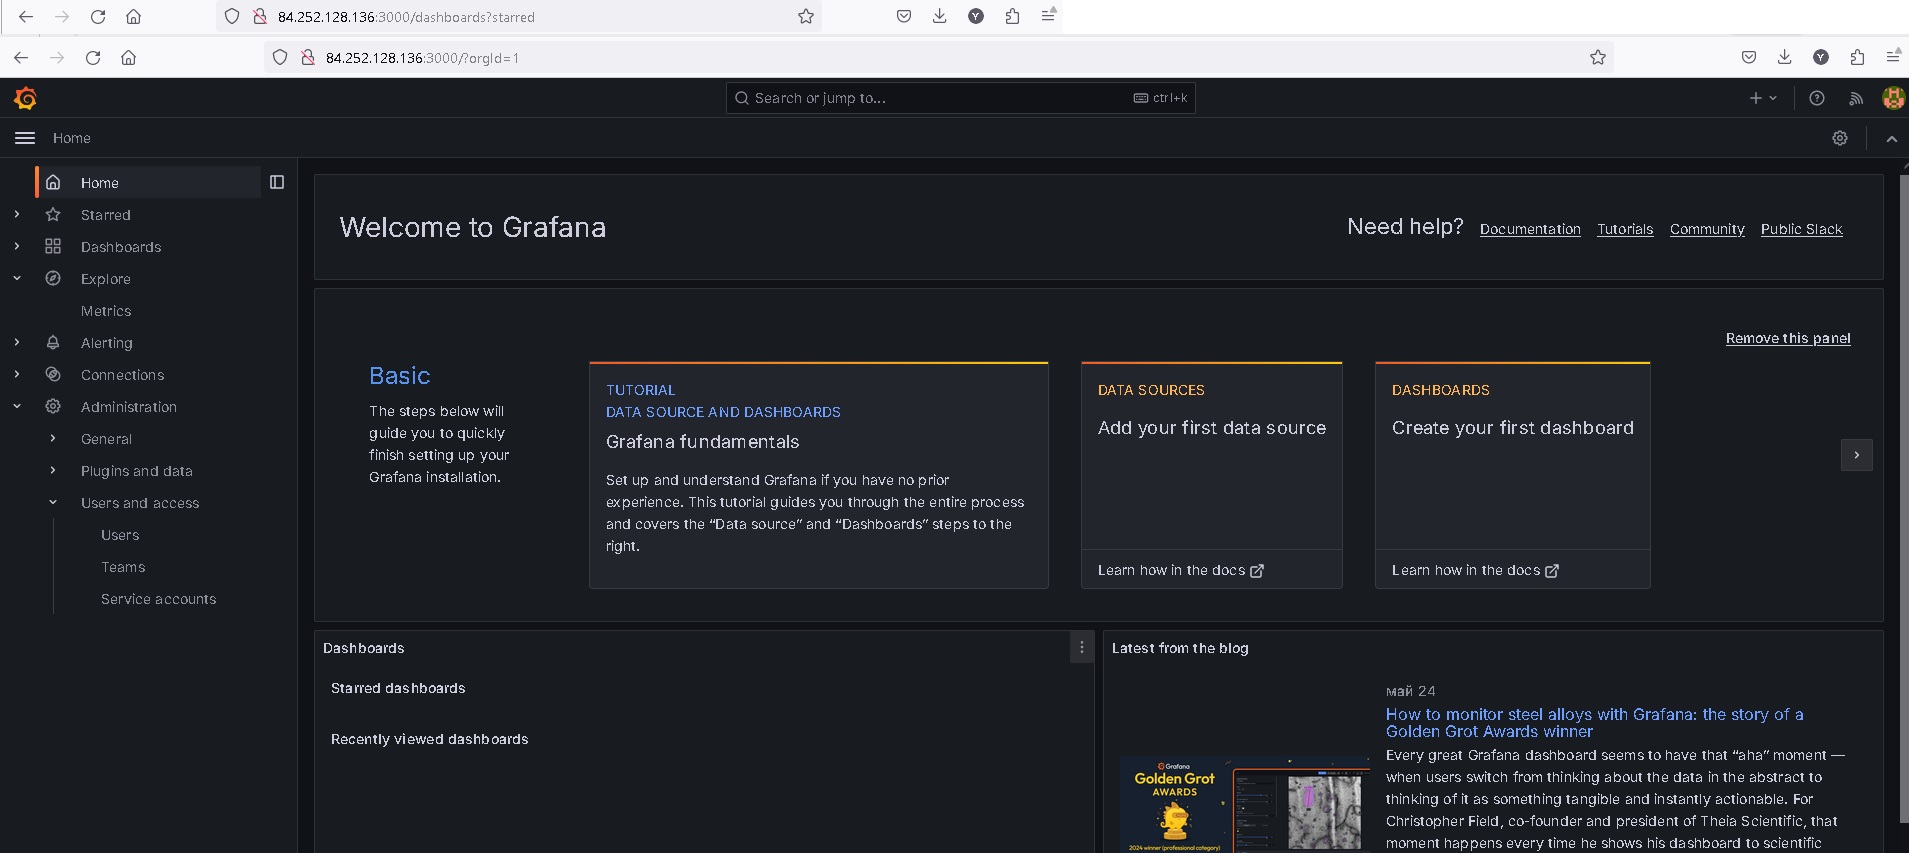 84.252.128.136:3000/dashboards?starred
84.252.128.136:3000/?orgId=1
Search or jump to...
ctrl+k
Home
Home
Starred
Dashboards
Explore
Metrics
Alerting
Connections
Administration
General
Plugins and data
Users and access
Users
Teams
Service accounts
Welcome to Grafana
Need help? Documentation Tutorials Community Public Slack
Remove this panel
Basic
The steps below will
guide you to quickly
finish setting up your
Grafana installation.
TUTORIAL
DATA SOURCE AND DASHBOARDS
Grafana fundamentals
Set up and understand Grafana if you have no prior
experience. This tutorial guides you through the entire process
and covers the “Data source” and “Dashboards” steps to the
right.
DATA SOURCES
Add your first data source
Learn how in the docs
DASHBOARDS
Create your first dashboard
Learn how in the docs
Dashboards
Starred dashboards
Recently viewed dashboards
Latest from the blog
май 24
How to monitor steel alloys with Grafana: the story of a
Golden Grot Awards winner
Every great Grafana dashboard seems to have that “aha” moment —
when users switch from thinking about the data in the abstract to
thinking of it as something tangible and instantly actionable. For
Christopher Field, co-founder and president of Theia Scientific, that
moment happens every time he shows his dashboard to scientific
Grafana
Golden Grot
AWARDS
2024 winner (professional category)